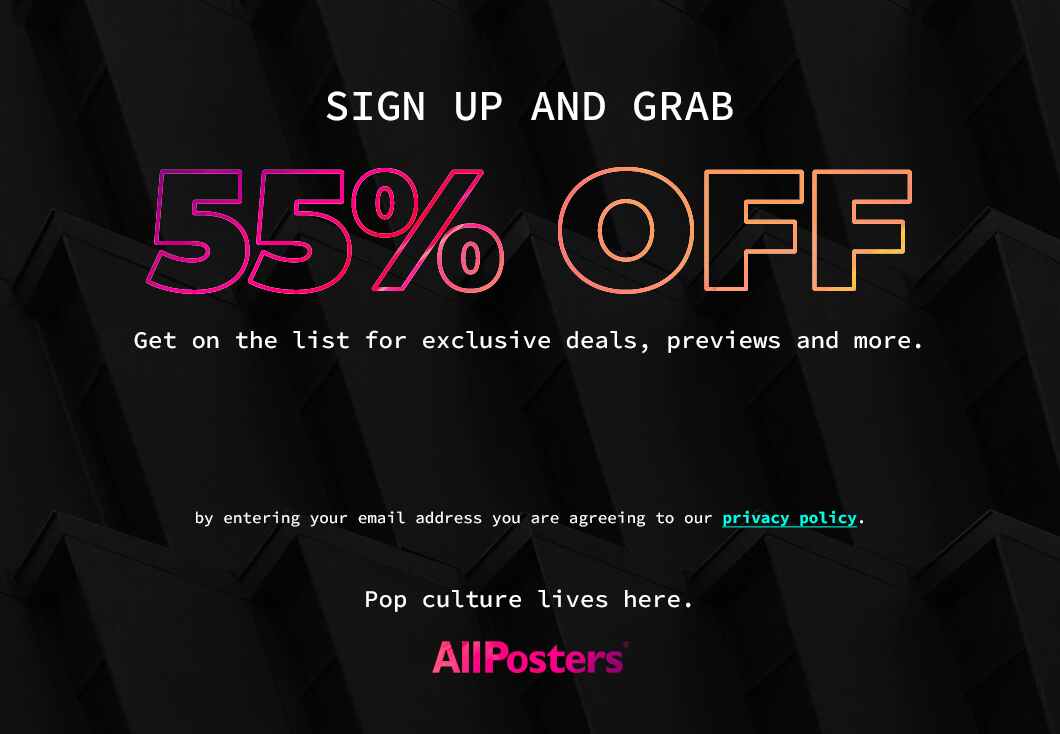 SIGN UP AND GRAB
55% OFF
Get on the list for exclusive deals, previews and more.
by entering your email address you are agreeing to our privacy policy.
Pop culture lives here.
AllPosters®